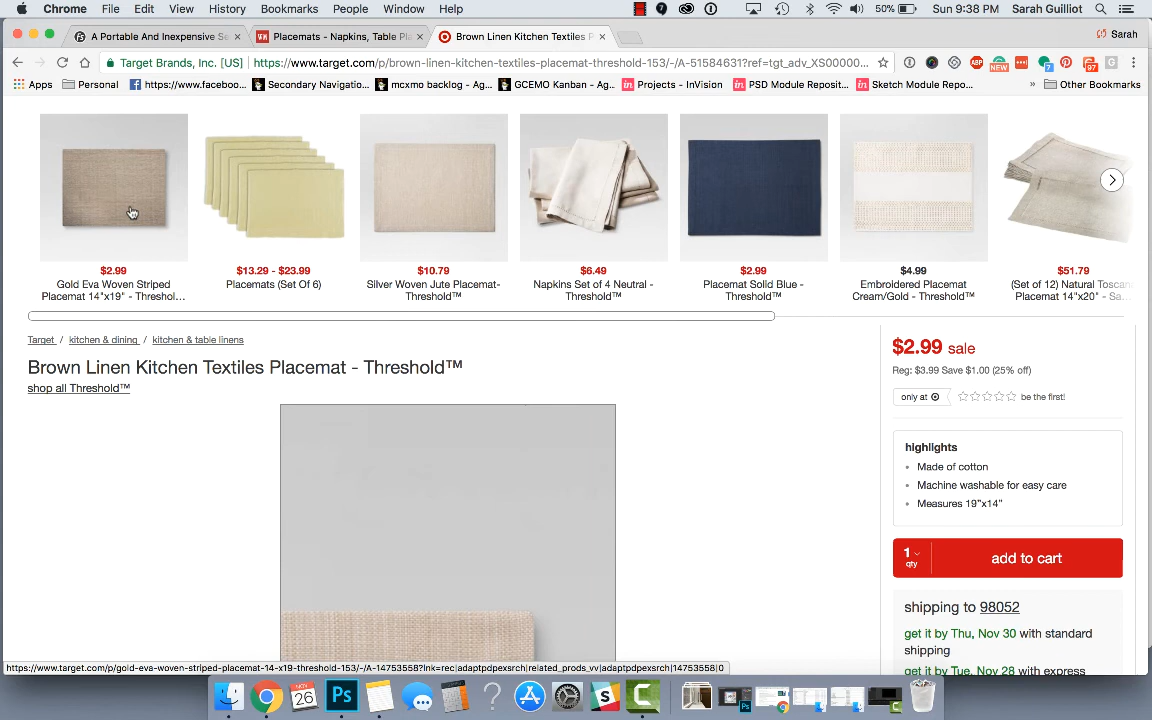 Chrome File Edit View History Bookmarks People Window Help 50% Sun 9:38 PM Sarah Guilliot
A Portable And Inexpensive Se
Placemats - Napkins, Table Pla
Brown Linen Kitchen Textiles P
Sarah
Target Brands, Inc. [US] https://www.target.com/p/brown-linen-kitchen-textiles-placemat-threshold-153/-/A-51584631?ref=tgt_adv_XS00000...
NEW
ABP
7
97
Apps Personal https://www.faceboo... Secondary Navigatio... mcxmo backlog - Ag... GCEMO Kanban - Ag... Projects - InVision PSD Module Reposit... Sketch Module Repo... » Other Bookmarks
$2.99
Gold Eva Woven Striped
Placemat 14"x19" - Threshol...
$13.29 - $23.99
Placemats (Set Of 6)
$10.79
Silver Woven Jute Placemat-
Threshold™
$6.49
Napkins Set of 4 Neutral -
Threshold™
$2.99
Placemat Solid Blue -
Threshold™
$4.99
Embroidered Placemat
Cream/Gold - Threshold™
$51.79
(Set of 12) Natural Toscana
Placemat 14"x20" - Sa...
Target / kitchen & dining / kitchen & table linens
Brown Linen Kitchen Textiles Placemat - Threshold™
shop all Threshold™
$2.99 sale
Reg: $3.99 Save $1.00 (25% off)
only at
be the first!
highlights
• Made of cotton
• Machine washable for easy care
• Measures 19"x14"
1
qty
add to cart
shipping to 98052
get it by Thu, Nov 30 with standard
shipping
get it by Tue, Nov 28 with express
https://www.target.com/p/gold-eva-woven-striped-placemat-14-x19-threshold-153/-/A-14753558?lnk=rec|adaptpdpexsrch|related_prods_vv|adaptpdpexsrch|14753558|0
NOV
26
Ps